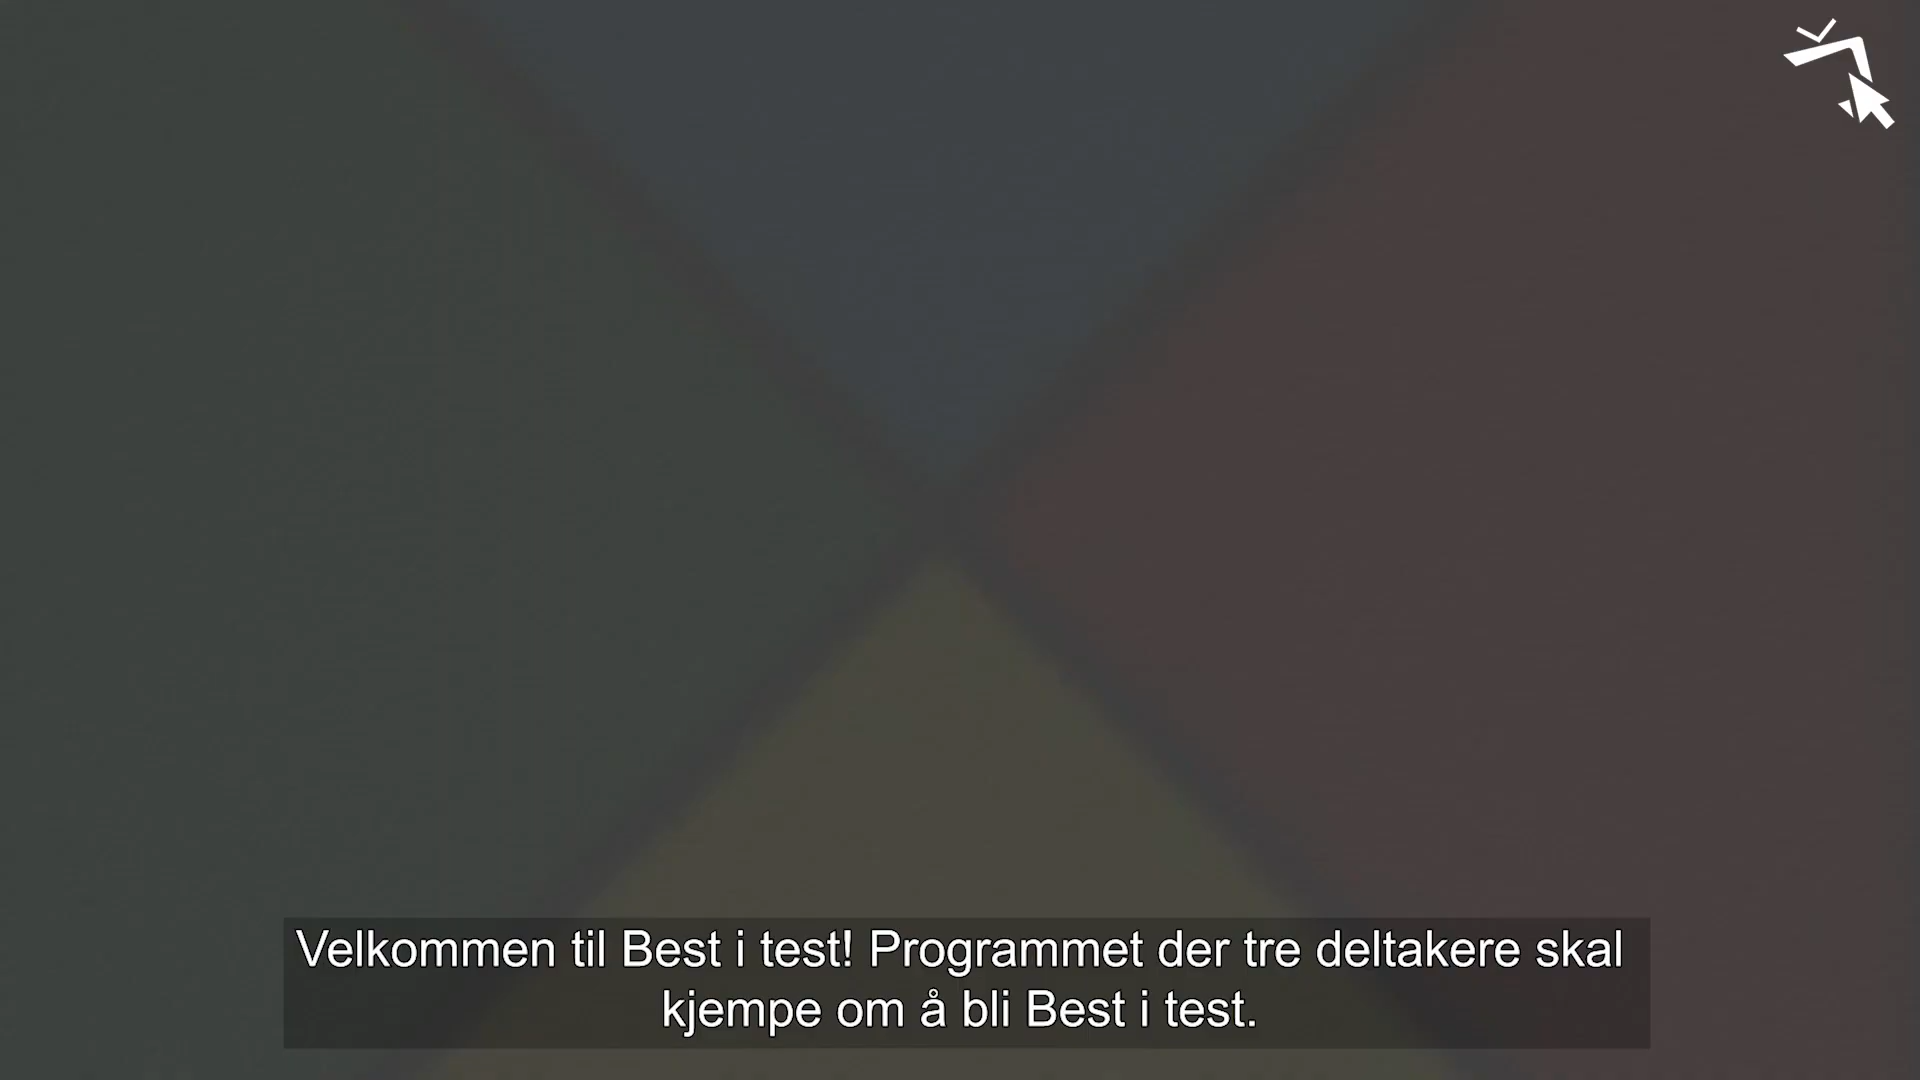 Velkommen til Best i test! Programmet der tre deltakere skal
kjempe om å bli Best i test.